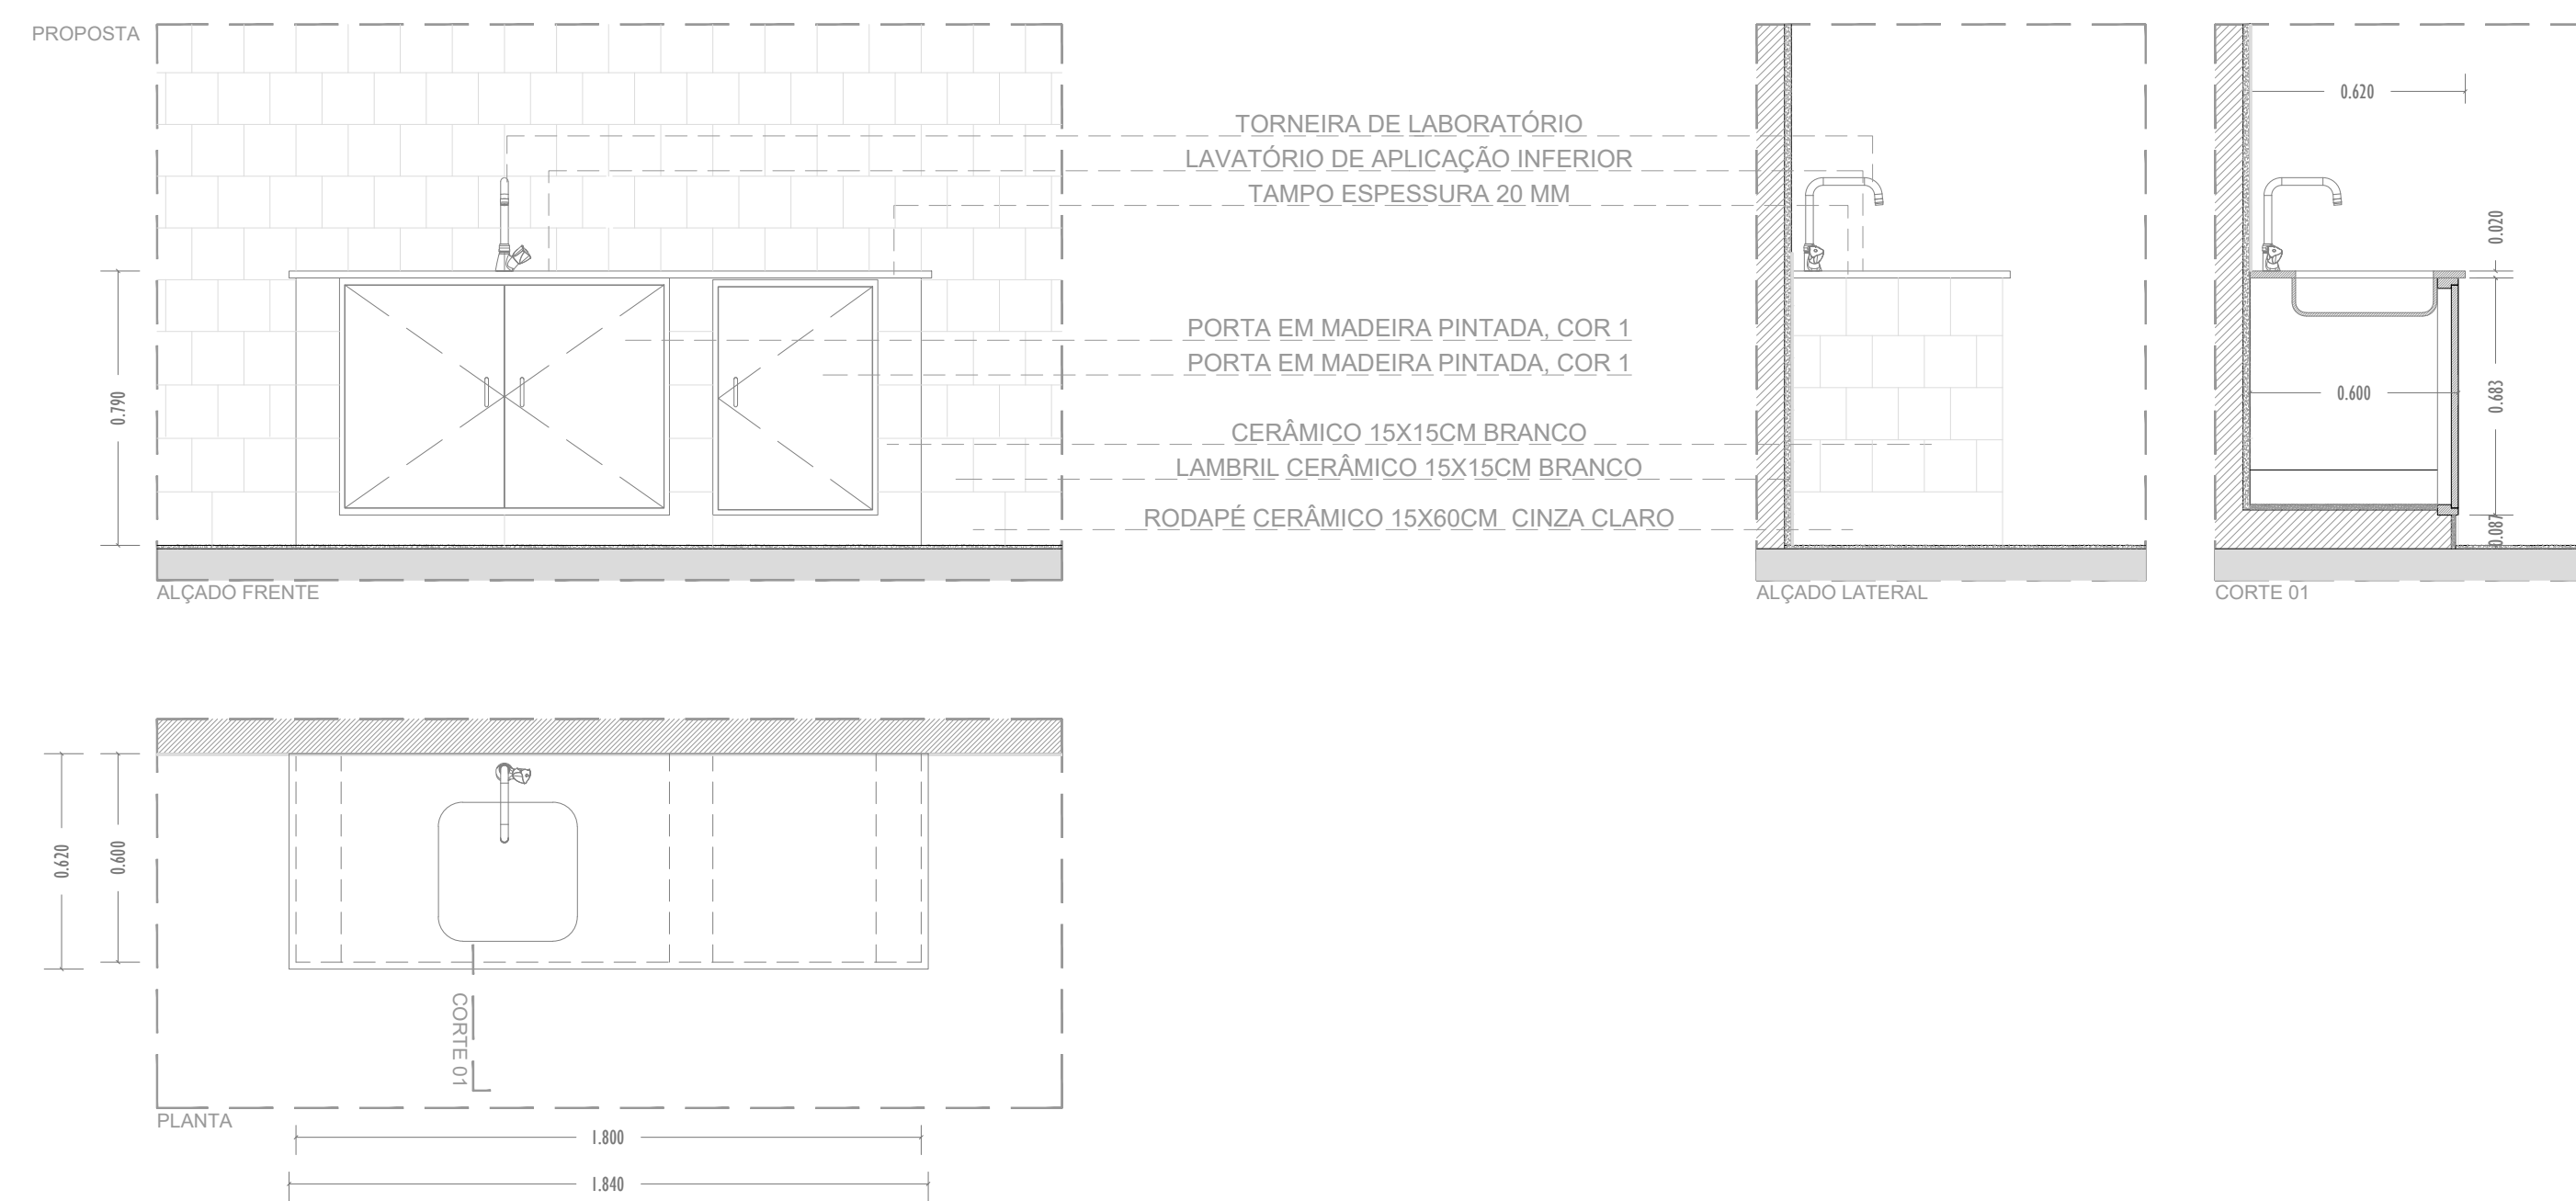 PROPOSTA
TORNEIRA DE LABORATÓRIO
LAVATÓRIO DE APLICAÇÃO INFERIOR
TAMPO ESPESSURA 20 MM
PORTA EM MADEIRA PINTADA, COR 1
PORTA EM MADEIRA PINTADA, COR 1
CERÂMICO 15X15CM BRANCO
LAMBRIL CERÂMICO 15X15CM BRANCO
RODAPÉ CERÂMICO 15X60CM CINZA CLARO
0.790
ALÇADO FRENTE
ALÇADO LATERAL
0.620
0.020
0.600
0.683
0.087
CORTE 01
0.620
0.600
CORTE 01
PLANTA
1.800
1.840